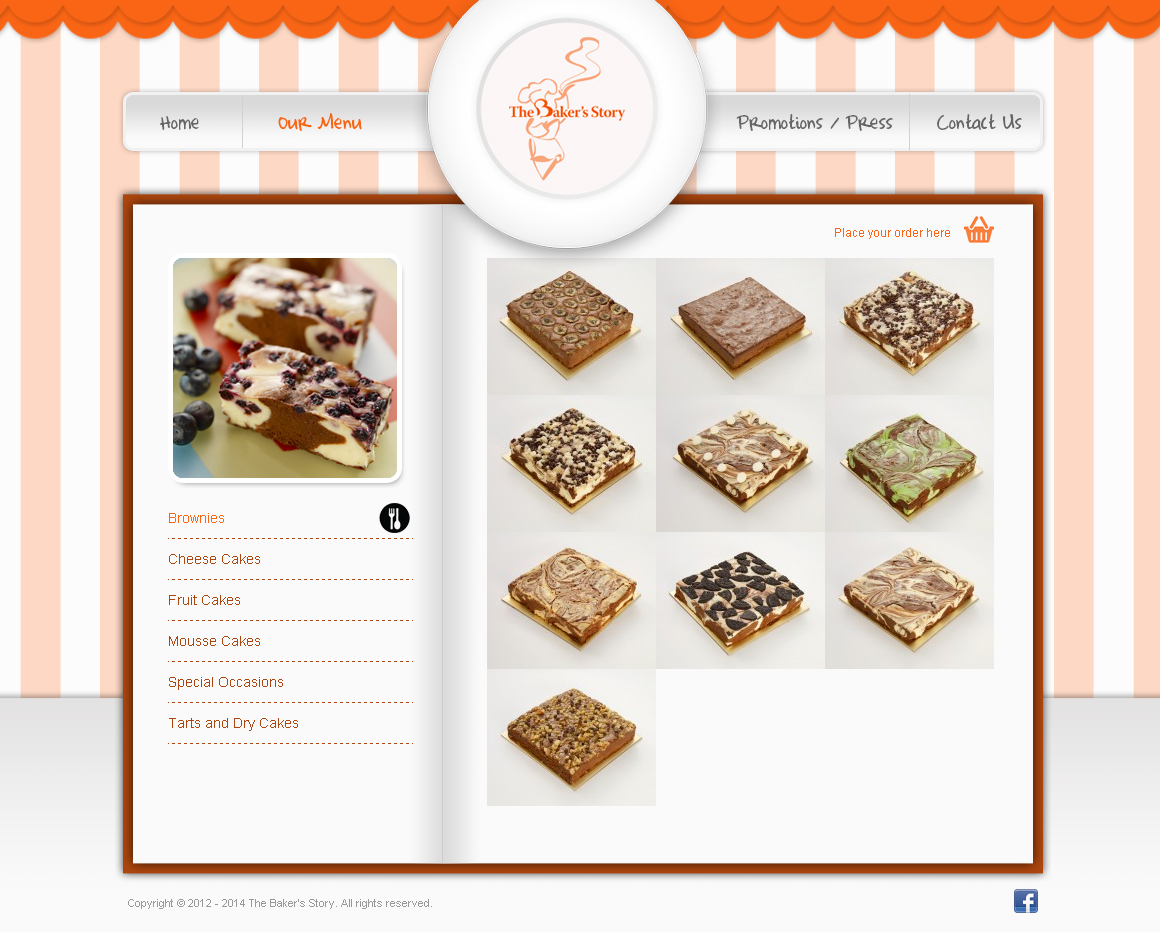 Home
Our Menu
The Baker's Story
Promotions / Press
Contact Us
Place your order here
Brownies
Cheese Cakes
Fruit Cakes
Mousse Cakes
Special Occasions
Tarts and Dry Cakes
Copyright © 2012 - 2014 The Baker's Story. All rights reserved.
f